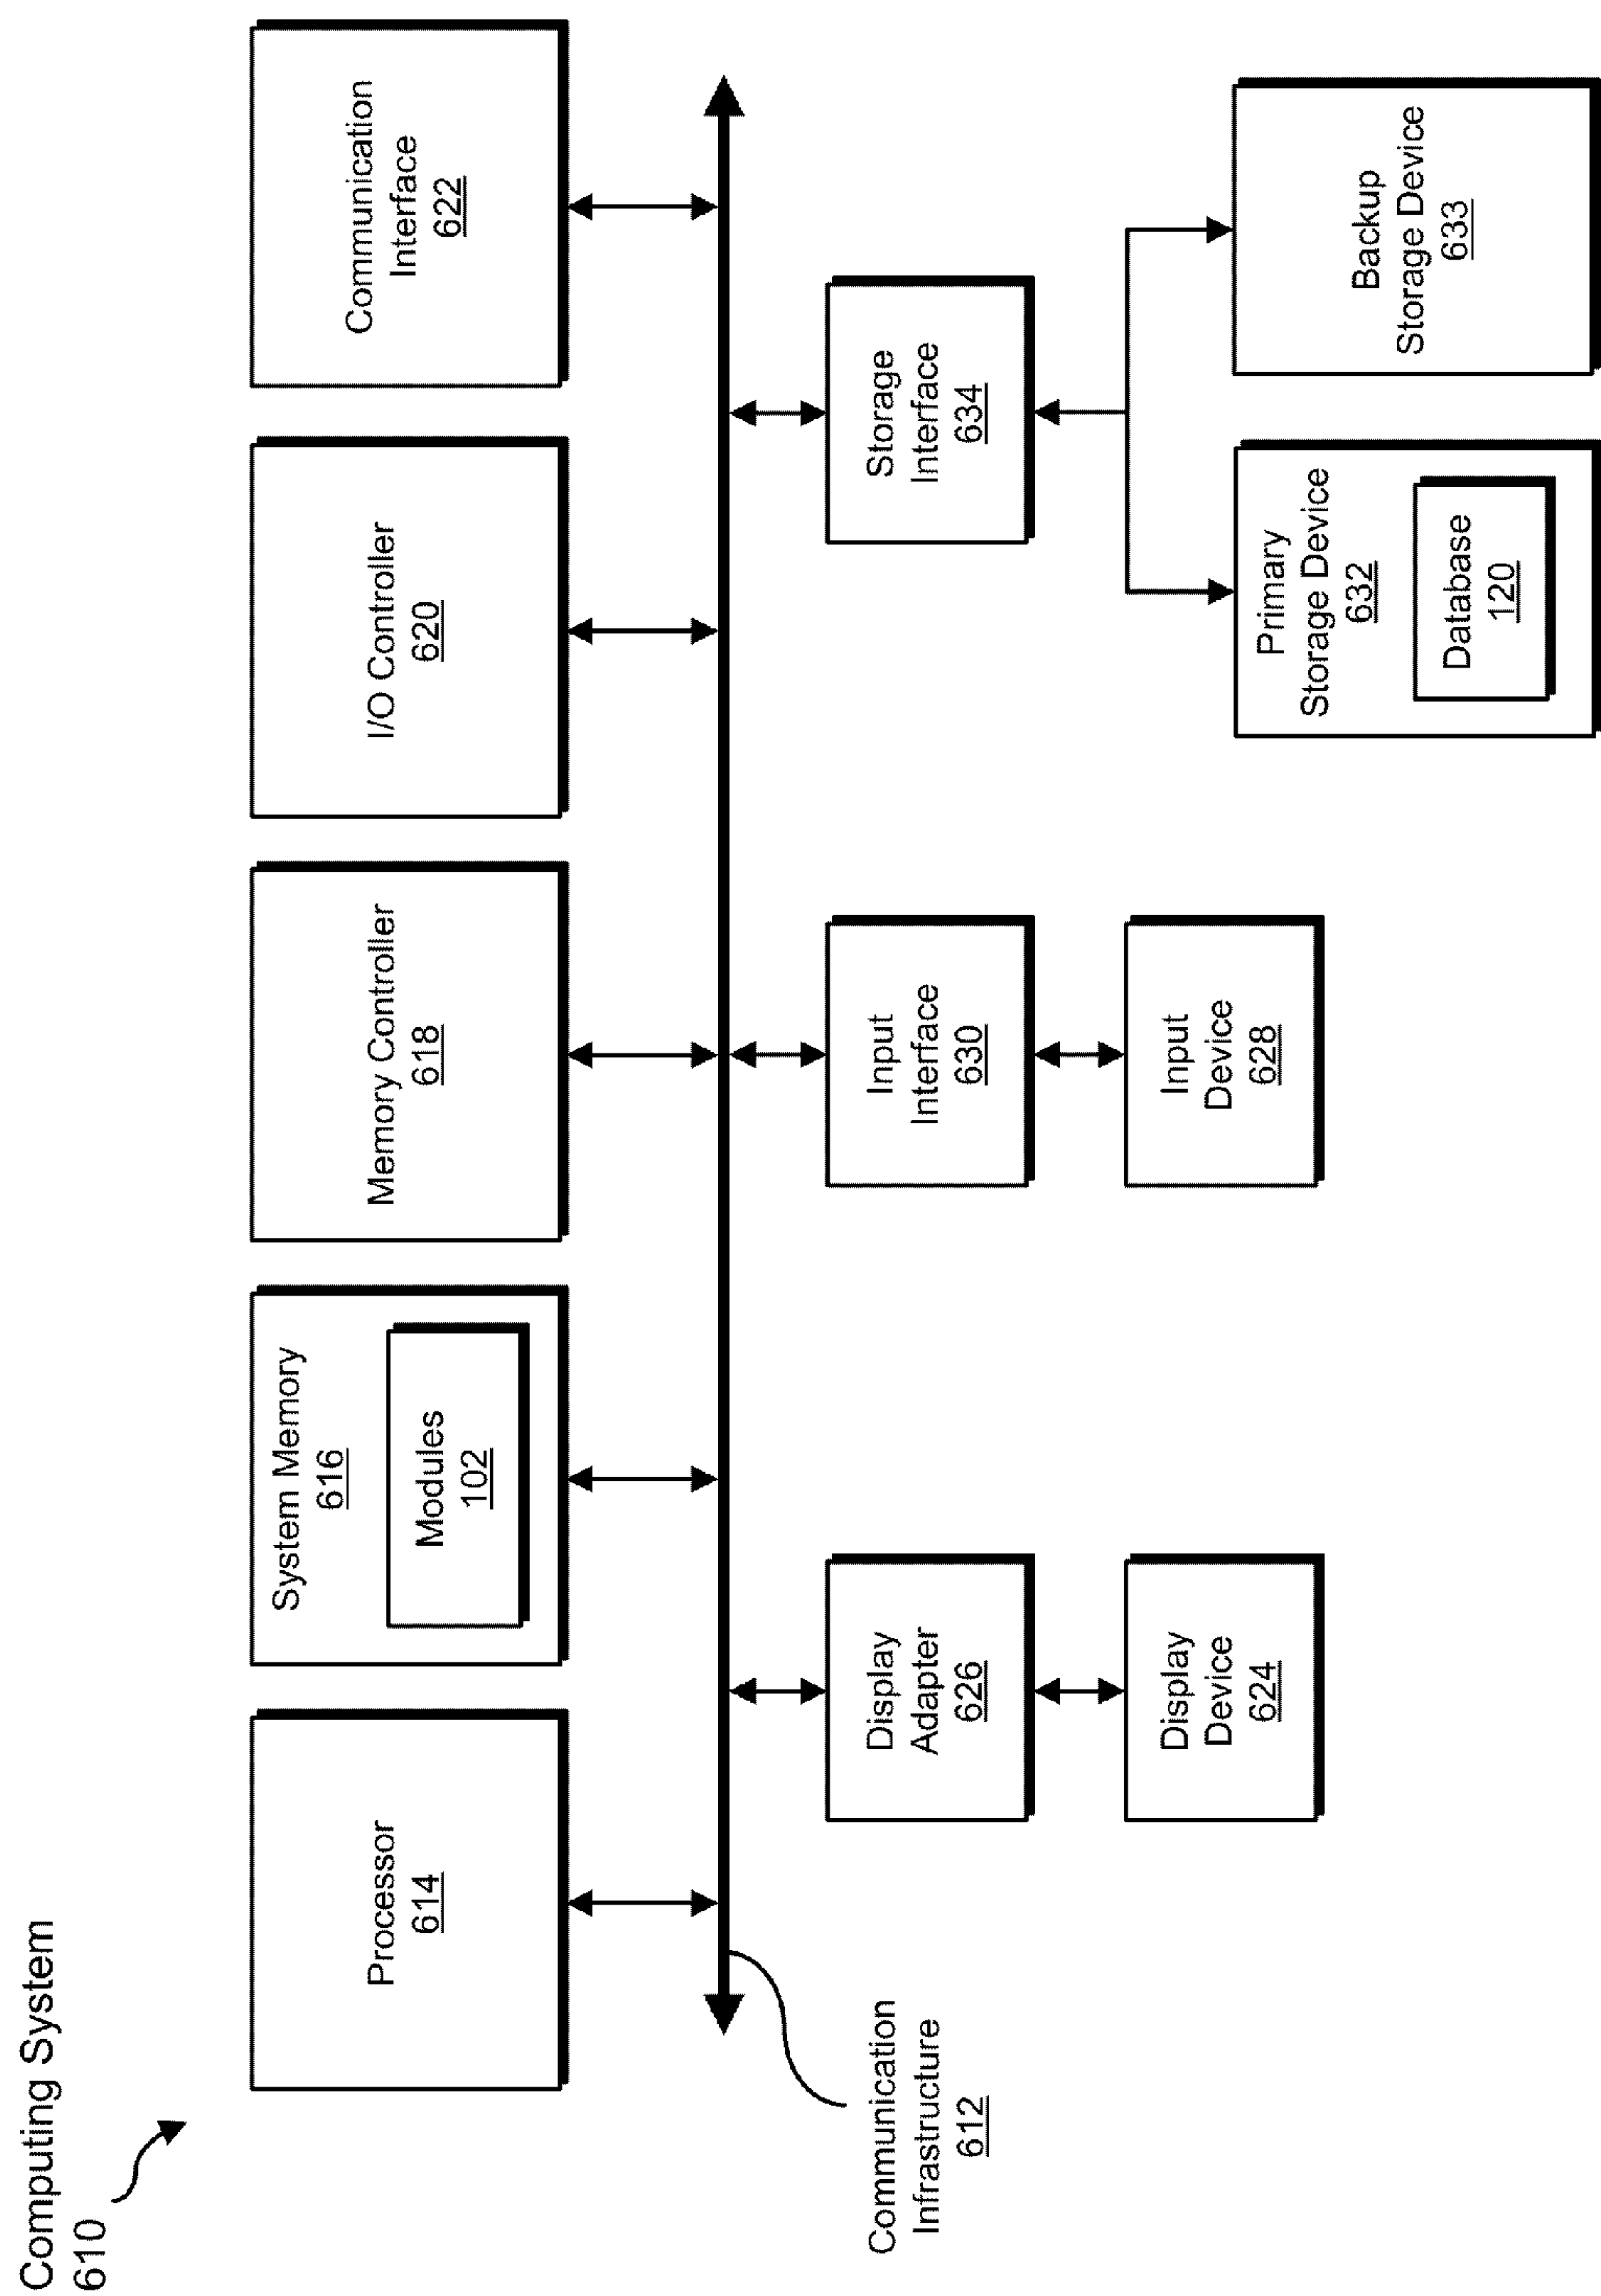 Computing System
610
Processor
614
System Memory
616
Modules
102
Memory Controller
618
I/O Controller
620
Communication
Interface
622
Communication
Infrastructure
612
Display
Adapter
626
Input
Interface
630
Storage
Interface
634
Display
Device
624
Input
Device
628
Primary
Storage Device
632
Database
120
Backup
Storage Device
633